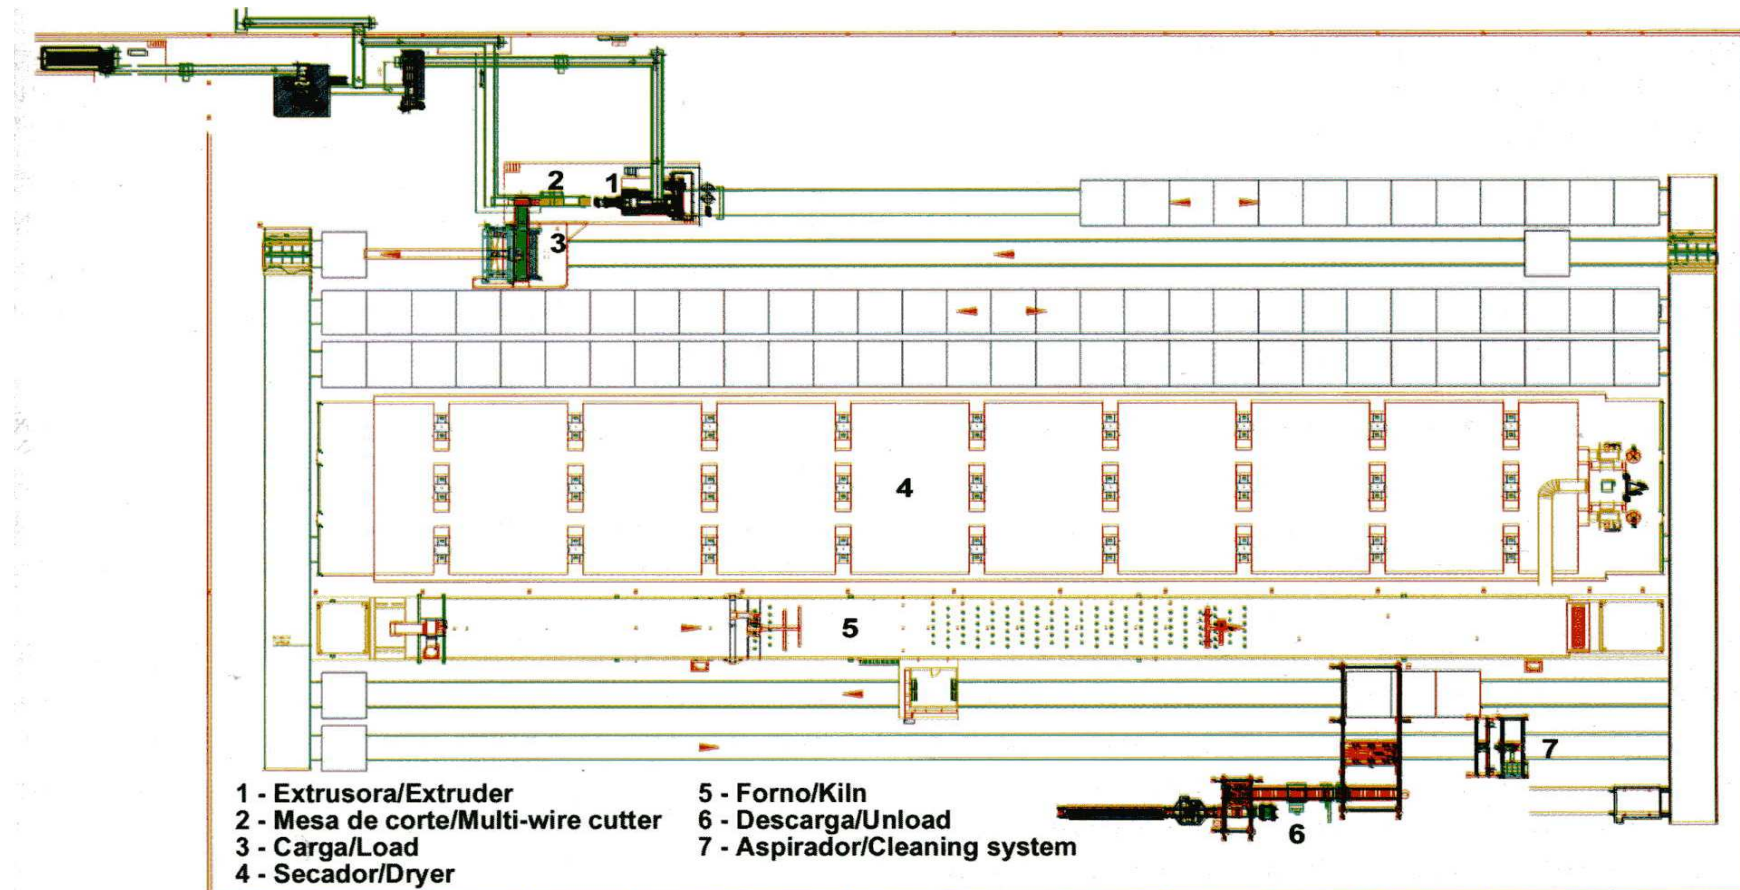 1
2
3
4
5
7
6
1 - Extrusora/Extruder
2 - Mesa de corte/Multi-wire cutter
3 - Carga/Load
4 - Secador/Dryer
5 - Forno/Kiln
6 - Descarga/Unload
7 - Aspirador/Cleaning system